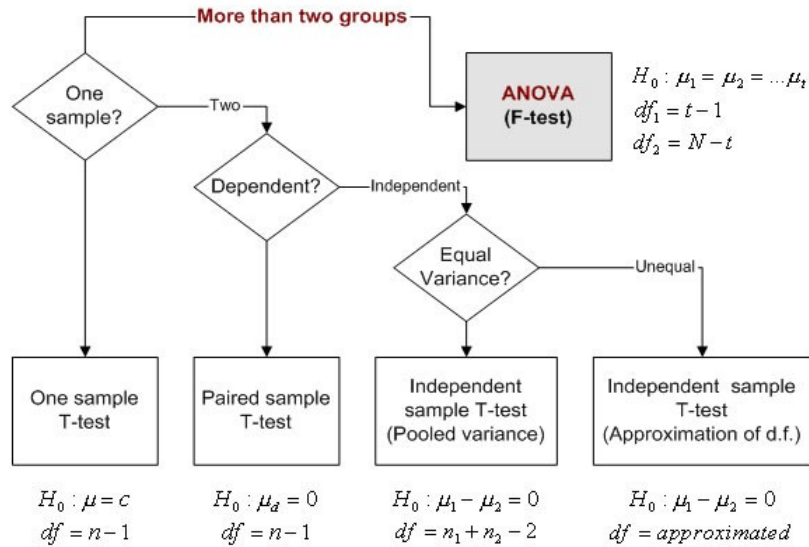 More than two groups
One
sample?
Two
ANOVA
(F-test)
H₀ : μ₁ = μ₂ = ...μₜ
df₁ = t − 1
df₂ = N − t
Dependent?
Independent
Equal
Variance?
Unequal
One sample
T-test
Paired sample
T-test
Independent
sample T-test
(Pooled variance)
Independent sample
T-test
(Approximation of d.f.)
H₀ : μ = c
df = n − 1
H₀ : μ_d = 0
df = n − 1
H₀ : μ₁ − μ₂ = 0
df = n₁ + n₂ − 2
H₀ : μ₁ − μ₂ = 0
df = approximated